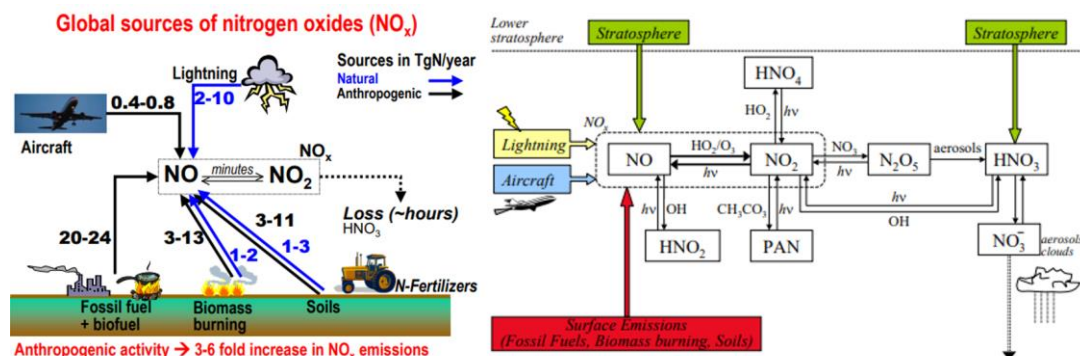 Global sources of nitrogen oxides (NOx)
Lightning
Sources in TgN/year
Natural
Anthropogenic
0.4-0.8
2-10
Aircraft
NOx
NO
minutes
NO2
Loss (~hours)
HNO3
20-24
3-13
3-11
1-2
1-3
N-Fertilizers
Fossil fuel
+ biofuel
Biomass
burning
Soils
Anthropogenic activity → 3-6 fold increase in NOx emissions
Lower
stratosphere
Stratosphere
Stratosphere
HNO4
HO2
hν
Lightning
NOx
Aircraft
NO
HO2/O3
hν
NO2
NO3
hν
N2O5
aerosols
HNO3
hν
OH
hν
OH
CH3CO3
hν
HNO2
PAN
NO3-
aerosols
clouds
Surface Emissions
(Fossil Fuels, Biomass burning, Soils)